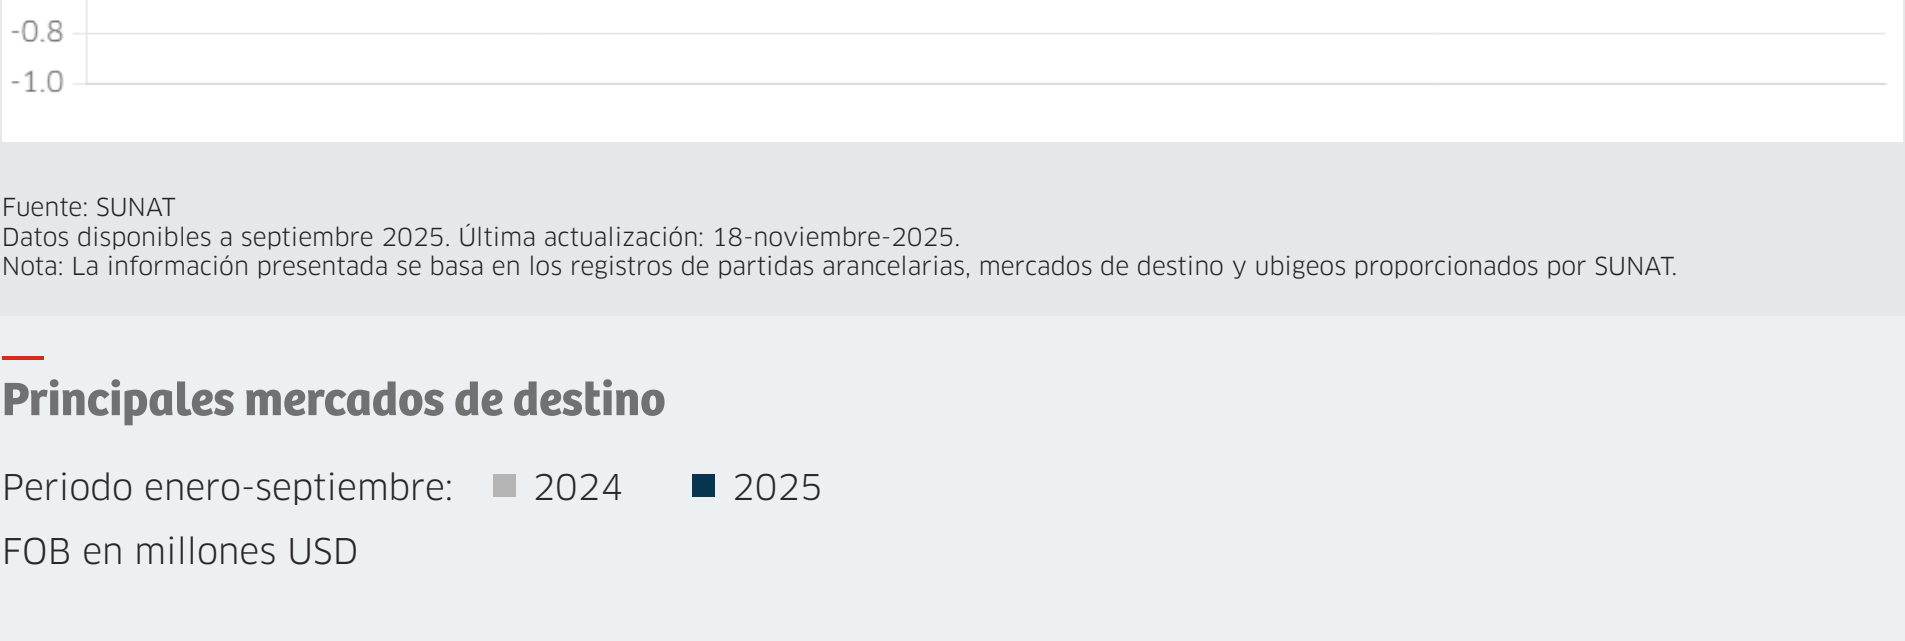 -0.8
-1.0
Fuente: SUNAT
Datos disponibles a septiembre 2025. Última actualización: 18-noviembre-2025.
Nota: La información presentada se basa en los registros de partidas arancelarias, mercados de destino y ubigeos proporcionados por SUNAT.
Principales mercados de destino
Periodo enero-septiembre: 2024 2025
FOB en millones USD